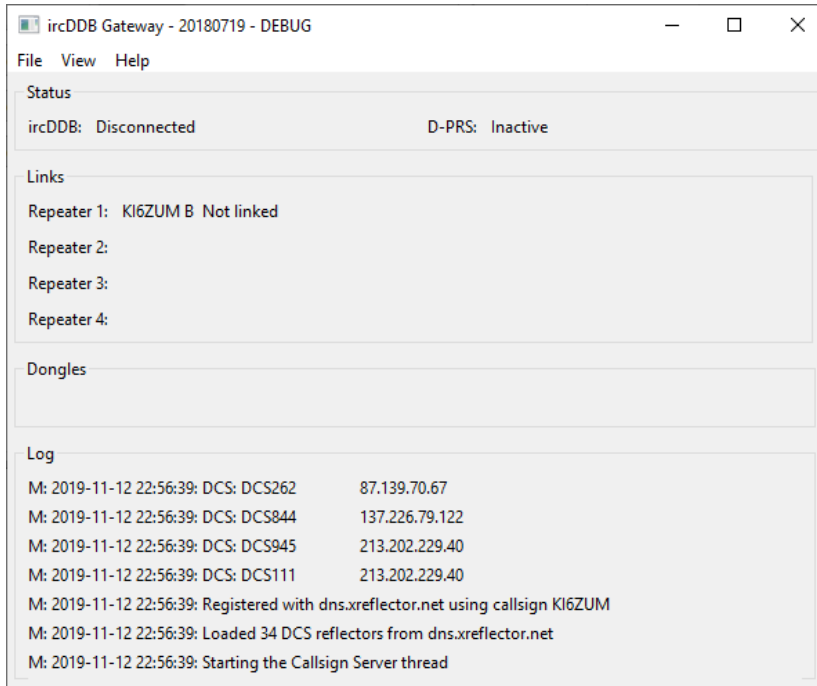 ircDDB Gateway - 20180719 - DEBUG
File View Help
Status
ircDDB: Disconnected D-PRS: Inactive
Links
Repeater 1: KI6ZUM B Not linked
Repeater 2:
Repeater 3:
Repeater 4:
Dongles
Log
M: 2019-11-12 22:56:39: DCS: DCS262 87.139.70.67
M: 2019-11-12 22:56:39: DCS: DCS844 137.226.79.122
M: 2019-11-12 22:56:39: DCS: DCS945 213.202.229.40
M: 2019-11-12 22:56:39: DCS: DCS111 213.202.229.40
M: 2019-11-12 22:56:39: Registered with dns.xreflector.net using callsign KI6ZUM
M: 2019-11-12 22:56:39: Loaded 34 DCS reflectors from dns.xreflector.net
M: 2019-11-12 22:56:39: Starting the Callsign Server thread